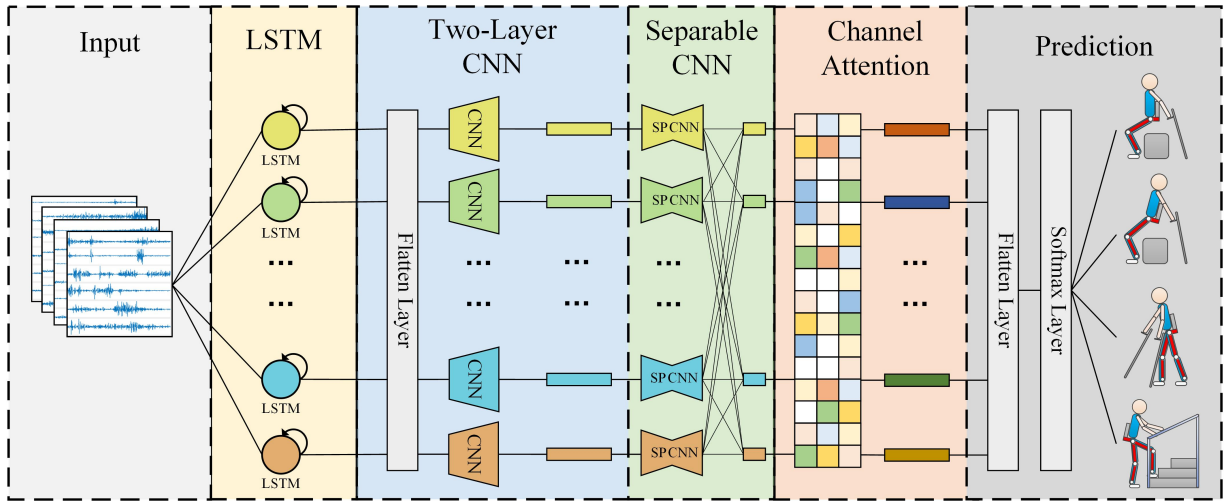 Input
LSTM
Two-Layer
CNN
Separable
CNN
Channel
Attention
Prediction
LSTM
LSTM
...
...
LSTM
LSTM
Flatten Layer
CNN
CNN
...
...
CNN
CNN
...
...
SPCNN
SPCNN
...
...
SPCNN
SPCNN
...
...
Flatten Layer
Softmax Layer